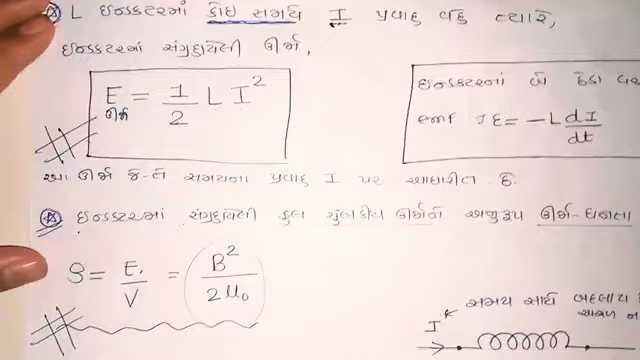 L ઇન્ડક્ટરમાં કોઇ સમયે I પ્રવાહ વહે ત્યારે,
ઇન્ડક્ટરમાં સંગ્રહાયેલી ઊર્જા,
E = 1/2 L I²
ઊર્જા
ઇન્ડક્ટરનાં બે છેડા વચ
emf ε = -L dI/dt
આ ઊર્જા જે-તે સમયના પ્રવાહ I પર આધારીત છે.
ઇન્ડક્ટરમાં સંગ્રહાયેલી કુલ ચુંબકીય ઊર્જાને અનુરૂપ ઊર્જા-ઘનતા
ρ = E/V = B²/2μ₀
સમય સાથે બદલાય
I